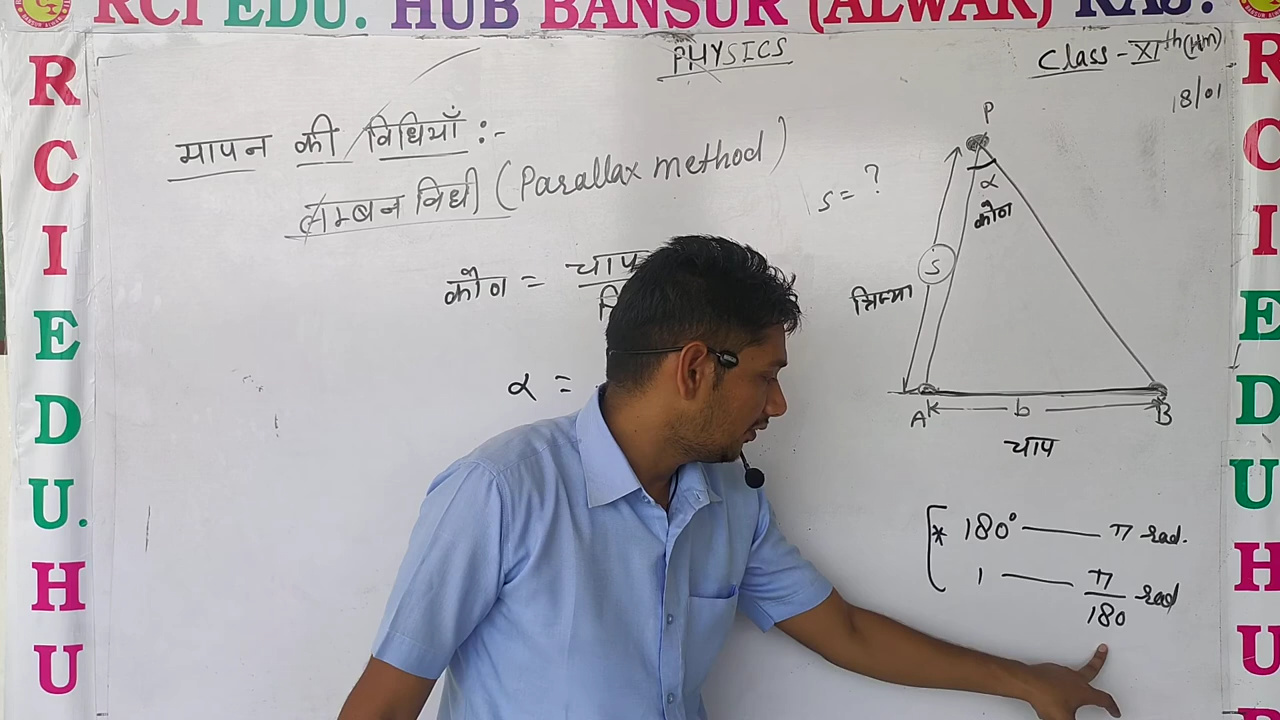 RCI EDU. HUB BANSUR (ALWAR) RAJ.
PHYSICS
Class - XIth (HM)
18/01
मापन की विधियाँ :-
लम्बन विधी (Parallax method)
कोण = चाप
α =
S = ?
P
α
कोण
S
त्रिज्या
A
b
B
चाप
* 180° — π rad.
1 — π/180 rad
R
C
I
E
D
U.
H
U
R
C
I
E
D
U
H
U